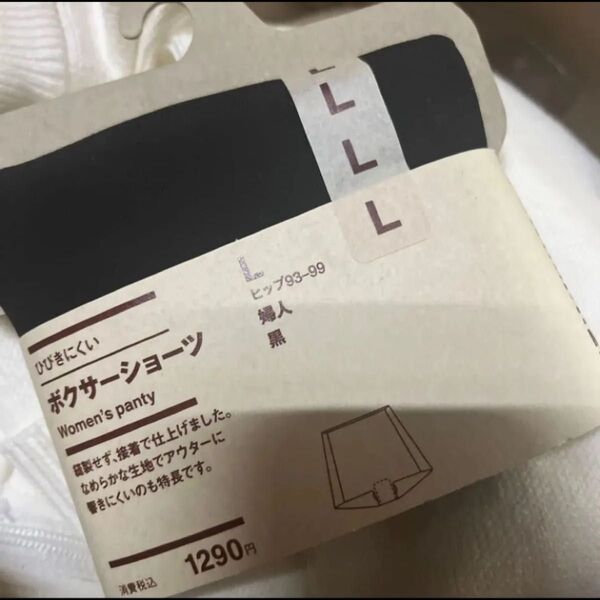 L
L
L
L
L
ヒップ93-99
婦人
黒
ひびきにくい
ボクサーショーツ
Women's panty
縫製せず、接着で仕上げました。
なめらかな生地でアウターに
響きにくいのも特長です。
消費税込 1290円